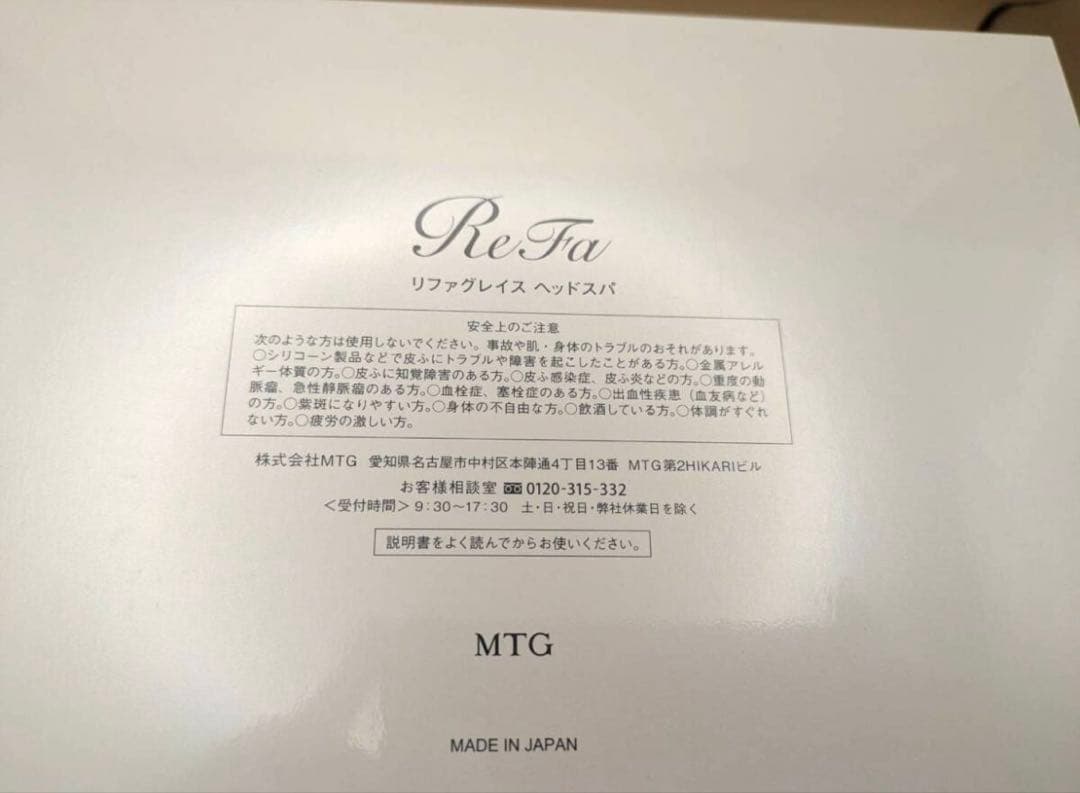 ReFa
リファグレイス ヘッドスパ
安全上のご注意
次のような方は使用しないでください。事故や肌・身体のトラブルのおそれがあります。
○シリコーン製品などで皮ふにトラブルや障害を起こしたことがある方。○金属アレル
ギー体質の方。○皮ふに知覚障害のある方。○皮ふ感染症、皮ふ炎などの方。○重度の動
脈瘤、急性静脈瘤のある方。○血栓症、塞栓症のある方。○出血性疾患（血友病など）
の方。○紫斑になりやすい方。○身体の不自由な方。○飲酒している方。○体調がすぐれ
ない方。○疲労の激しい方。
株式会社MTG 愛知県名古屋市中村区本陣通4丁目13番 MTG第2HIKARIビル
お客様相談室 0120-315-332
＜受付時間＞9：30～17：30 土・日・祝日・弊社休業日を除く
説明書をよく読んでからお使いください。
MTG
MADE IN JAPAN